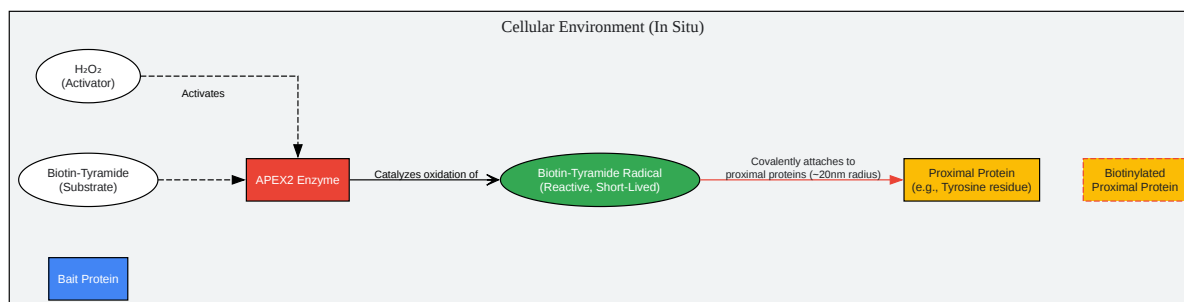 Cellular Environment (In Situ)
H₂O₂
(Activator)
Activates
Biotin-Tyramide
(Substrate)
APEX2 Enzyme
Catalyzes oxidation of
Biotin-Tyramide Radical
(Reactive, Short-Lived)
Covalently attaches to
proximal proteins (~20nm radius)
Proximal Protein
(e.g., Tyrosine residue)
Biotinylated
Proximal Protein
Bait Protein